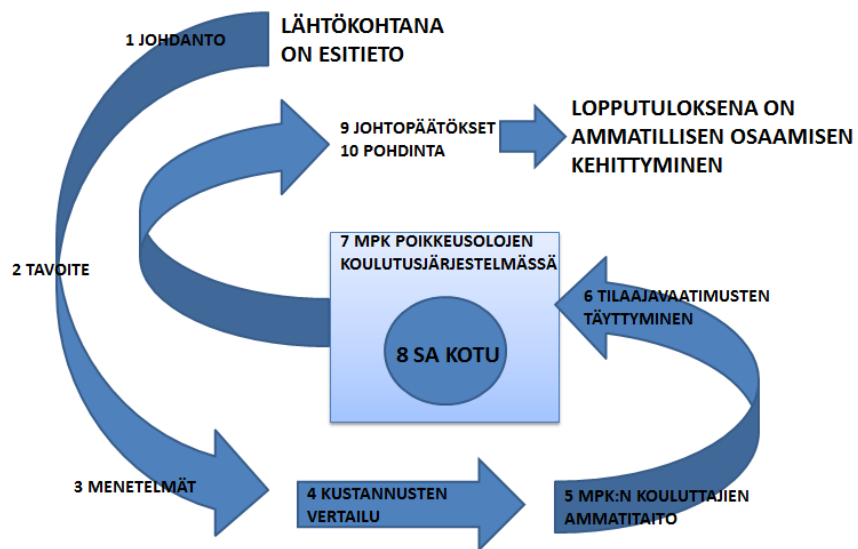 1 JOHDANTO
LÄHTÖKOHTANA
ON ESITIETO
9 JOHTOPÄÄTÖKSET
10 POHDINTA
LOPPUTULOKSENA ON
AMMATILLISEN OSAAMISEN
KEHITTYMINEN
2 TAVOITE
7 MPK POIKKEUSOLOJEN
KOULUTUSJÄRJESTELMÄSSÄ
8 SA KOTU
6 TILAAJAVAATIMUSTEN
TÄYTTYMINEN
3 MENETELMÄT
4 KUSTANNUSTEN
VERTAILU
5 MPK:N KOULUTTAJIEN
AMMATITAITO